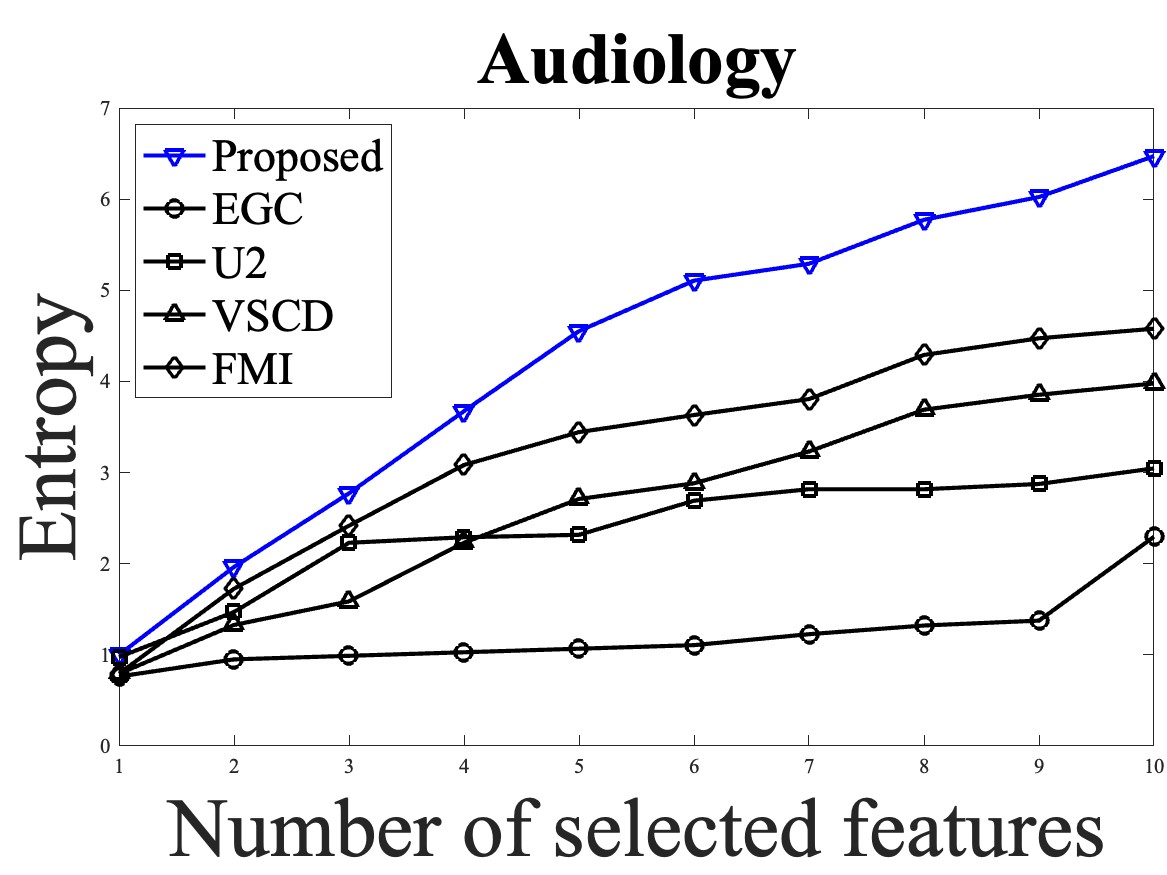 Audiology
7
6
5
4
3
2
1
0
Entropy
Proposed
EGC
U2
VSCD
FMI
1 2 3 4 5 6 7 8 9 10
Number of selected features